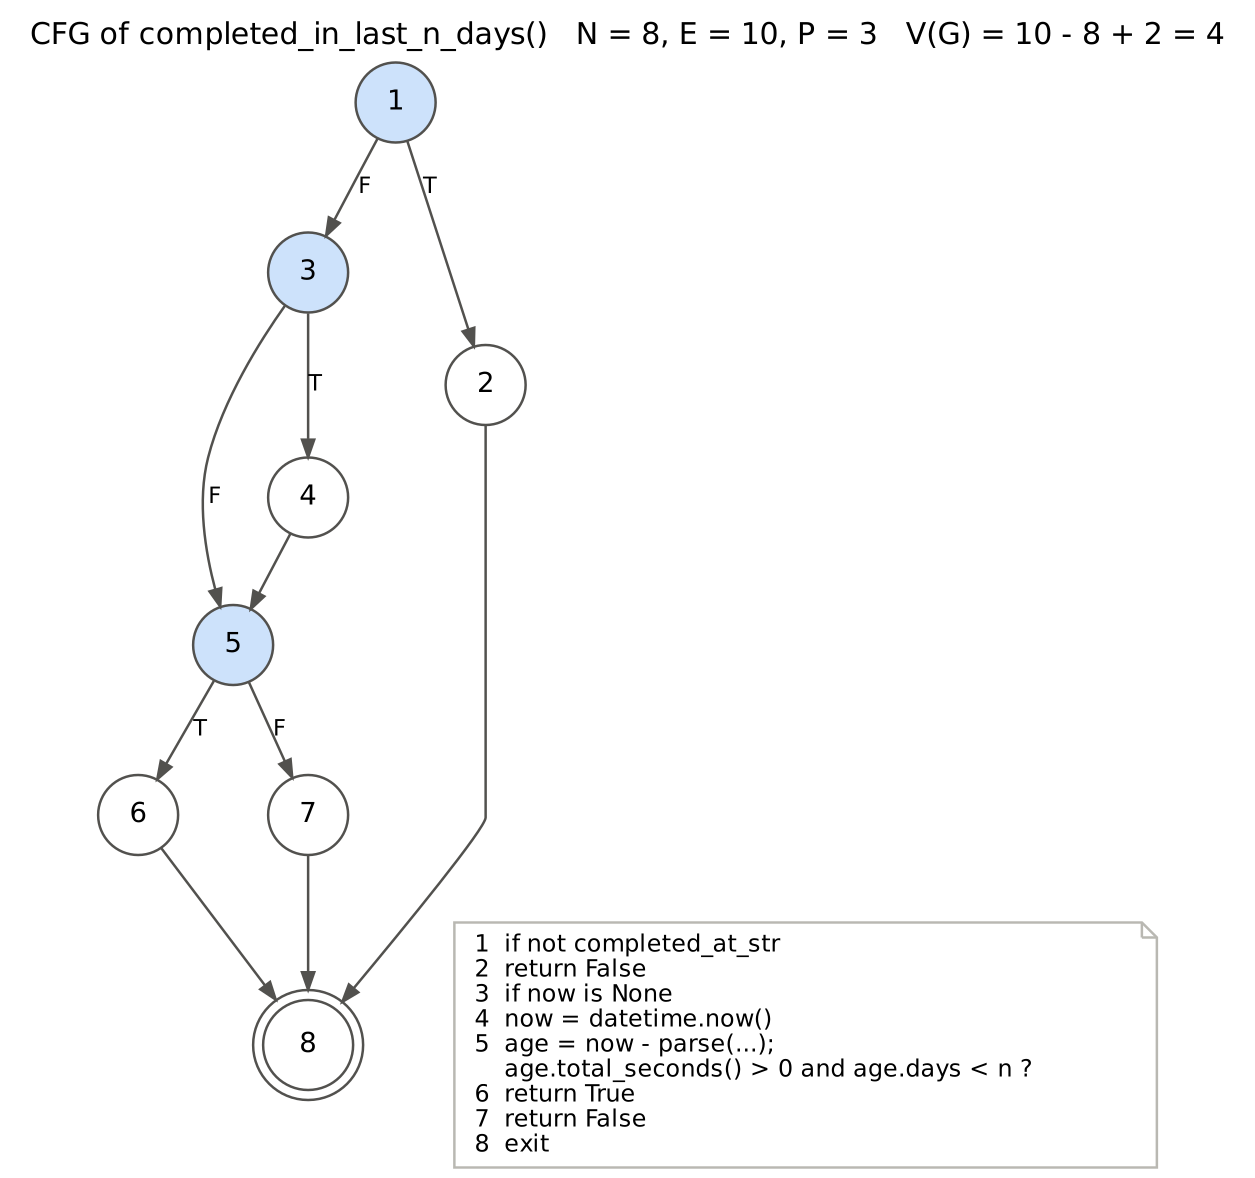 CFG of completed_in_last_n_days()   N = 8, E = 10, P = 3   V(G) = 10 - 8 + 2 = 4
1
F
T
3
2
T
F
4
5
T
F
6
7
8
1  if not completed_at_str
2  return False
3  if now is None
4  now = datetime.now()
5  age = now - parse(...);
age.total_seconds() > 0 and age.days < n ?
6  return True
7  return False
8  exit